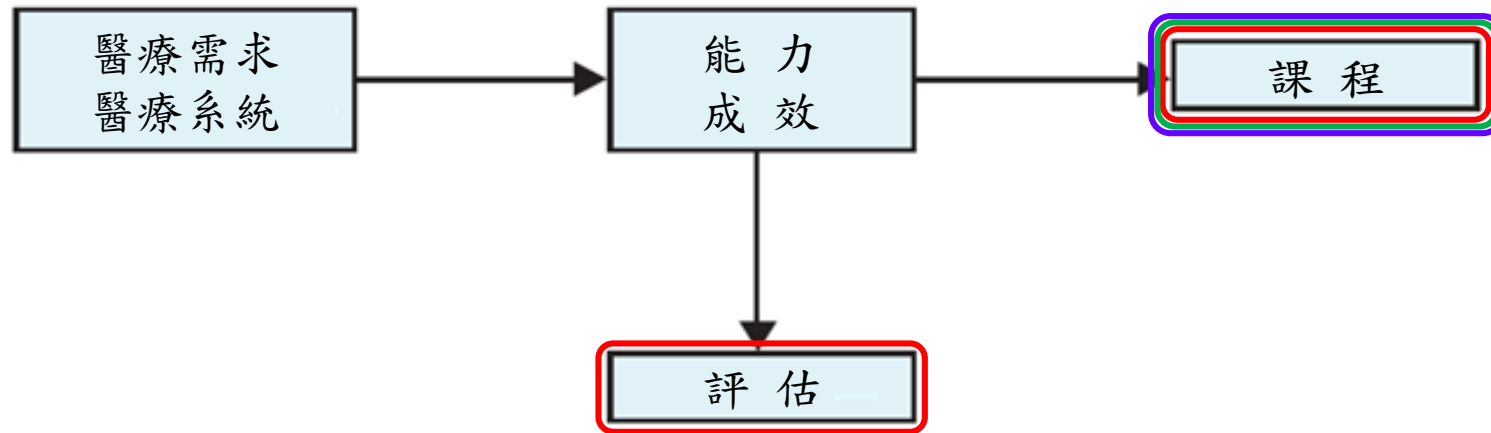 醫療需求
醫療系統
能 力
成 效
課 程
評 估